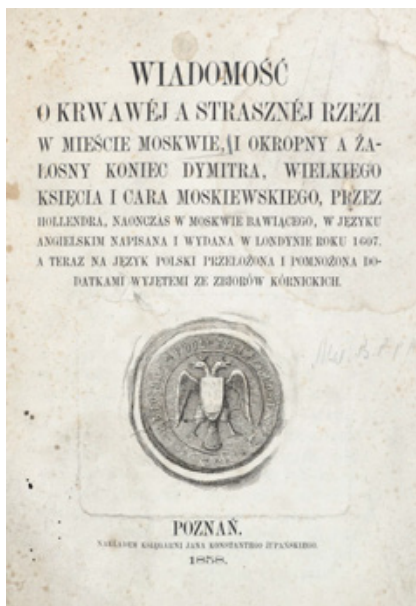 WIADOMOŚĆ
O KRWAWÉJ A STRASZNÉJ RZEZI
W MIEŚCIE MOSKWIE, I OKROPNY A ŻA-
ŁOSNY KONIEC DYMITRA, WIELKIEGO
KSIĘCIA I CARA MOSKIEWSKIEGO, PRZEZ
HOLLENDRA, NAONCZAS W MOSKWIE BAWIĄCEGO, W JĘZYKU
ANGIELSKIM NAPISANA I WYDANA W LONDYNIE ROKU 1607.
A TERAZ NA JĘZYK POLSKI PRZEŁOŻONA I POMNOŻONA DO-
DATKAMI WYJĘTEMI ZE ZBIORÓW KÓRNICKICH.
POZNAŃ.
NAKŁADEM KSIĘGARNI JANA KONSTANTEGO ŻUPAŃSKIEGO.
1858.